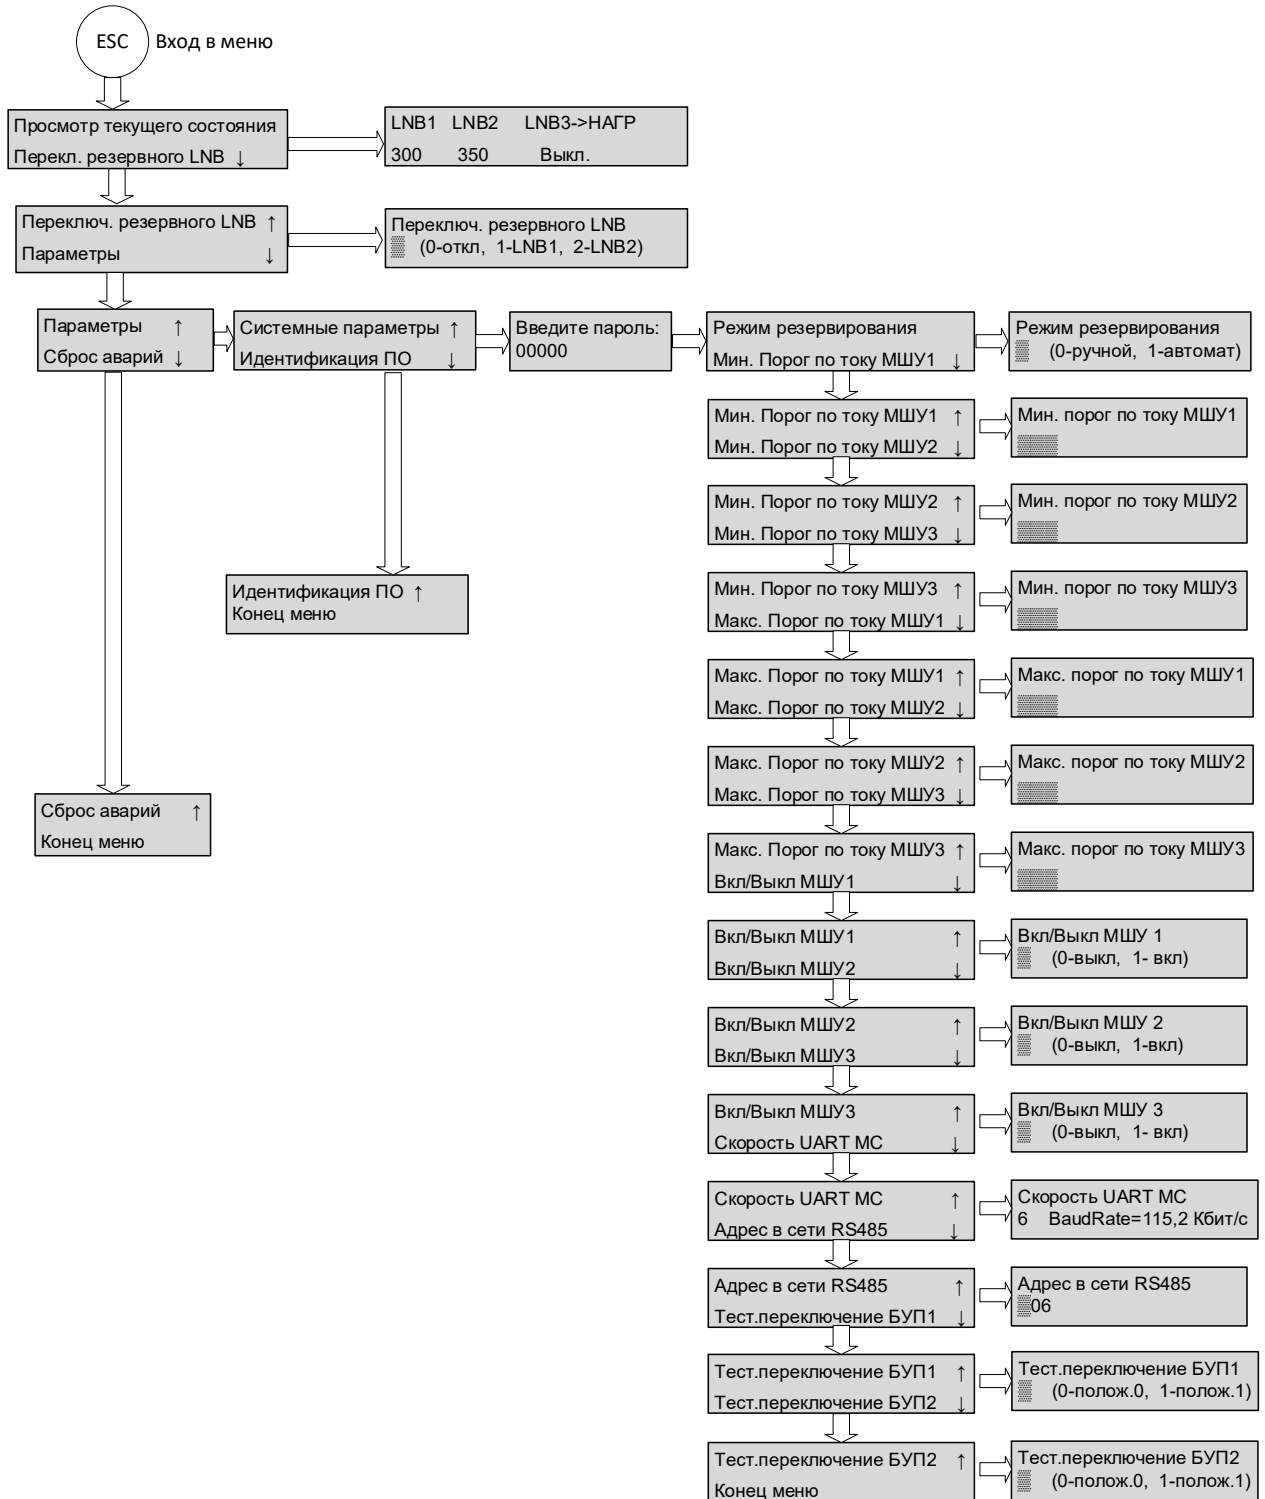 ESC
Вход в меню
Просмотр текущего состояния
Перекл. резервного LNB ↓
LNB1 LNB2 LNB3->НАГР
300 350 Выкл.
Переключ. резервного LNB ↑
Параметры ↓
Переключ. резервного LNB
(0-откл, 1-LNB1, 2-LNB2)
Параметры ↑
Сброс аварий ↓
Системные параметры ↑
Идентификация ПО ↓
Введите пароль:
00000
Режим резервирования
Мин. Порог по току МШУ1 ↓
Режим резервирования
(0-ручной, 1-автомат)
Мин. Порог по току МШУ1 ↑
Мин. Порог по току МШУ2 ↓
Мин. порог по току МШУ1
Мин. Порог по току МШУ2 ↑
Мин. Порог по току МШУ3 ↓
Мин. порог по току МШУ2
Идентификация ПО ↑
Конец меню
Мин. Порог по току МШУ3 ↑
Макс. Порог по току МШУ1 ↓
Мин. порог по току МШУ3
Макс. Порог по току МШУ1 ↑
Макс. Порог по току МШУ2 ↓
Макс. порог по току МШУ1
Макс. Порог по току МШУ2 ↑
Макс. Порог по току МШУ3 ↓
Макс. порог по току МШУ2
Сброс аварий ↑
Конец меню
Макс. Порог по току МШУ3 ↑
Вкл/Выкл МШУ1 ↓
Макс. порог по току МШУ3
Вкл/Выкл МШУ1 ↑
Вкл/Выкл МШУ2 ↓
Вкл/Выкл МШУ 1
(0-выкл, 1- вкл)
Вкл/Выкл МШУ2 ↑
Вкл/Выкл МШУ3 ↓
Вкл/Выкл МШУ 2
(0-выкл, 1-вкл)
Вкл/Выкл МШУ3 ↑
Скорость UART МС ↓
Вкл/Выкл МШУ 3
(0-выкл, 1- вкл)
Скорость UART МС ↑
Адрес в сети RS485 ↓
Скорость UART МС
6 BaudRate=115,2 Кбит/с
Адрес в сети RS485 ↑
Тест.переключение БУП1 ↓
Адрес в сети RS485
06
Тест.переключение БУП1 ↑
Тест.переключение БУП2 ↓
Тест.переключение БУП1
(0-полож.0, 1-полож.1)
Тест.переключение БУП2 ↑
Конец меню
Тест.переключение БУП2
(0-полож.0, 1-полож.1)